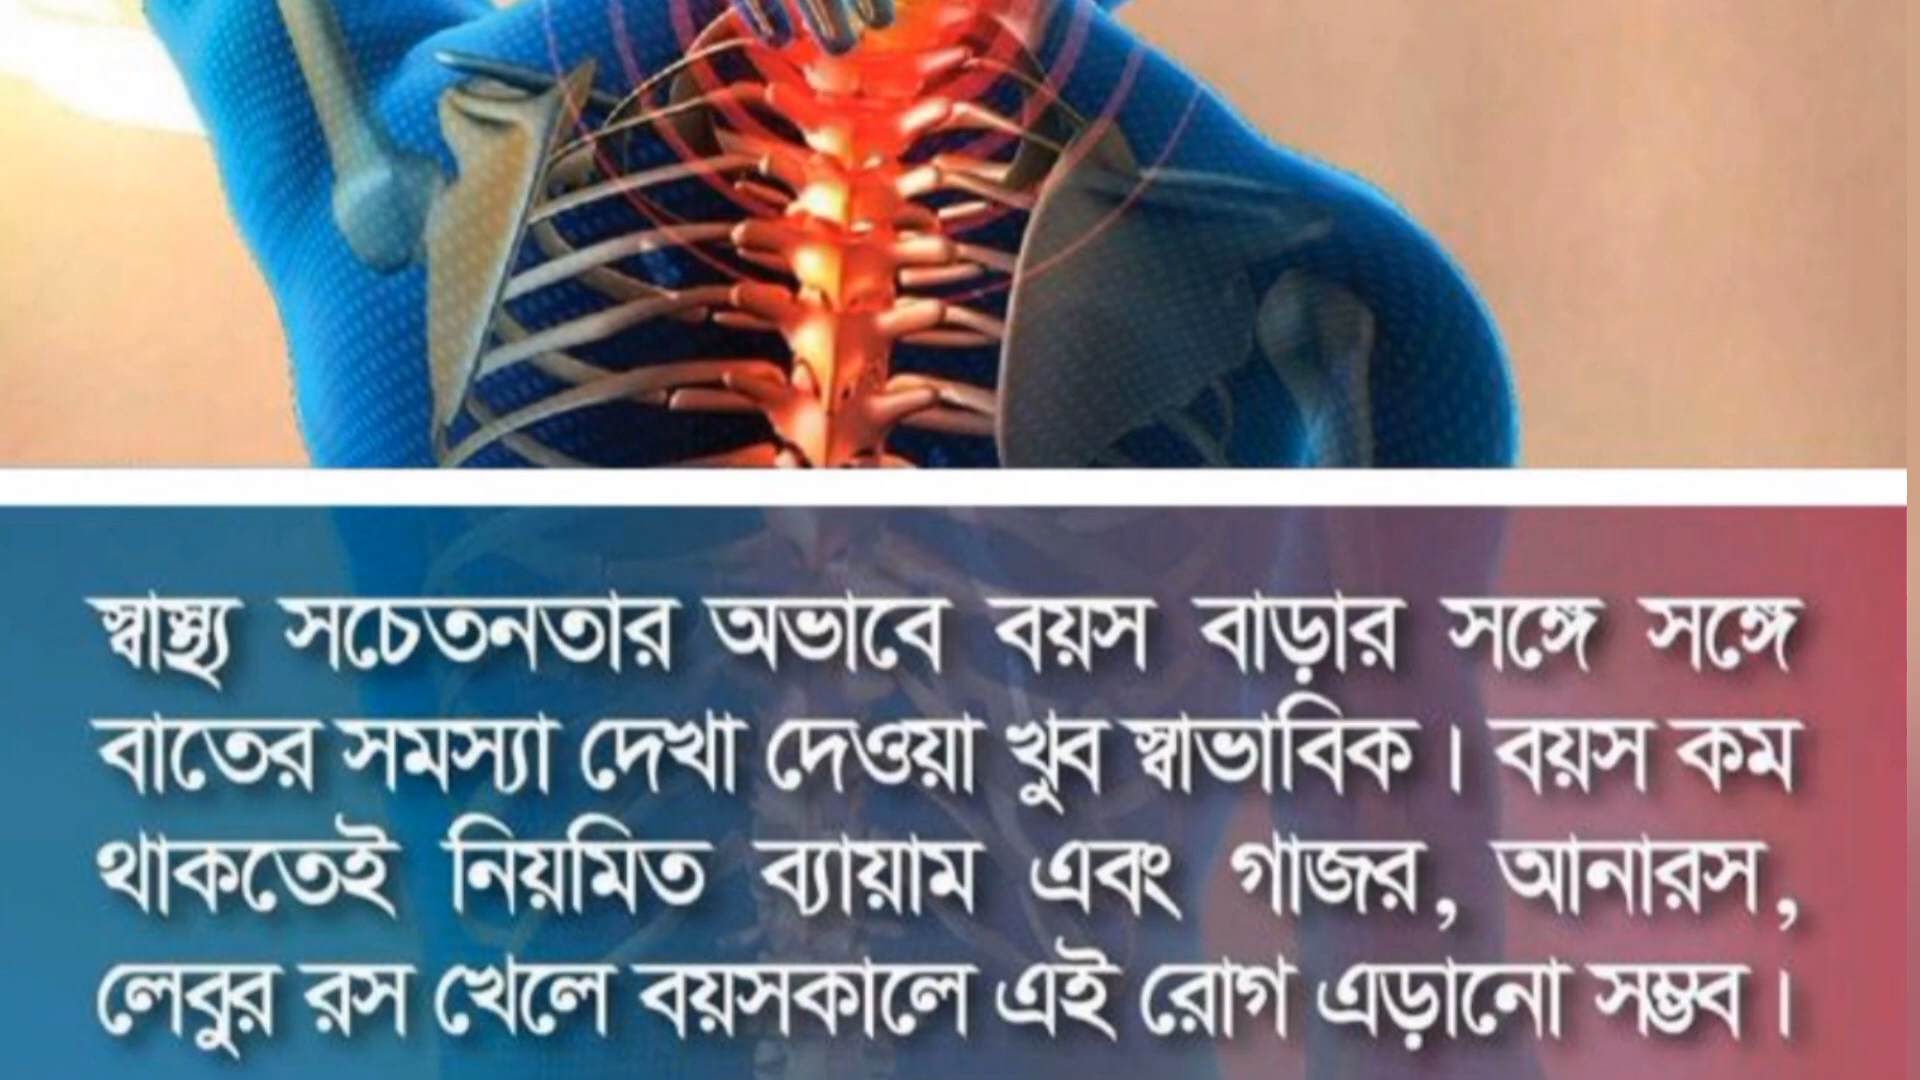 স্বাস্থ্য সচেতনতার অভাবে বয়স বাড়ার সঙ্গে সঙ্গে
বাতের সমস্যা দেখা দেওয়া খুব স্বাভাবিক। বয়স কম
থাকতেই নিয়মিত ব্যায়াম এবং গাজর, আনারস,
লেবুর রস খেলে বয়সকালে এই রোগ এড়ানো সম্ভব।